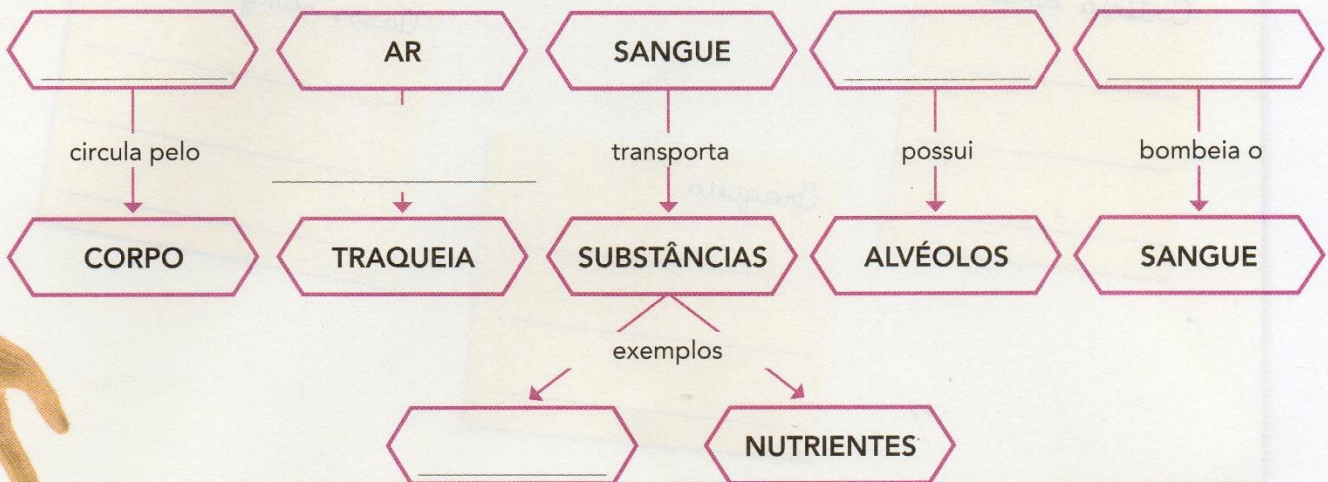 AR SANGUE
circula pelo transporta possui bombeia o
CORPO TRAQUEIA SUBSTÂNCIAS ALVÉOLOS SANGUE
exemplos
NUTRIENTES